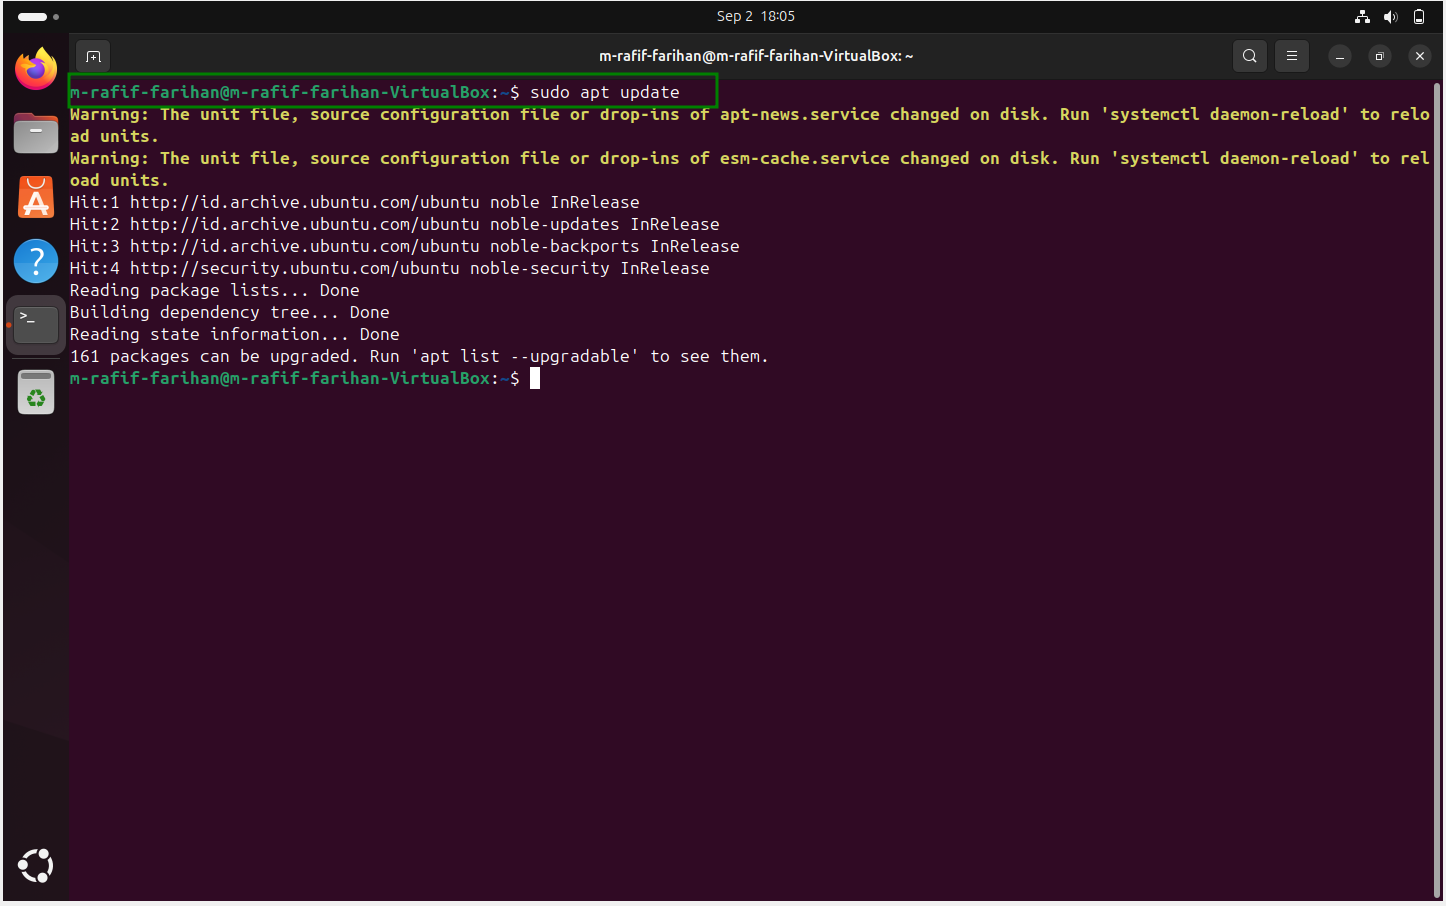 Sep 2 18:05
m-rafif-farihan@m-rafif-farihan-VirtualBox: ~
m-rafif-farihan@m-rafif-farihan-VirtualBox:~$ sudo apt update
Warning: The unit file, source configuration file or drop-ins of apt-news.service changed on disk. Run 'systemctl daemon-reload' to relo
ad units.
Warning: The unit file, source configuration file or drop-ins of esm-cache.service changed on disk. Run 'systemctl daemon-reload' to rel
oad units.
Hit:1 http://id.archive.ubuntu.com/ubuntu noble InRelease
Hit:2 http://id.archive.ubuntu.com/ubuntu noble-updates InRelease
Hit:3 http://id.archive.ubuntu.com/ubuntu noble-backports InRelease
Hit:4 http://security.ubuntu.com/ubuntu noble-security InRelease
Reading package lists... Done
Building dependency tree... Done
Reading state information... Done
161 packages can be upgraded. Run 'apt list --upgradable' to see them.
m-rafif-farihan@m-rafif-farihan-VirtualBox:~$